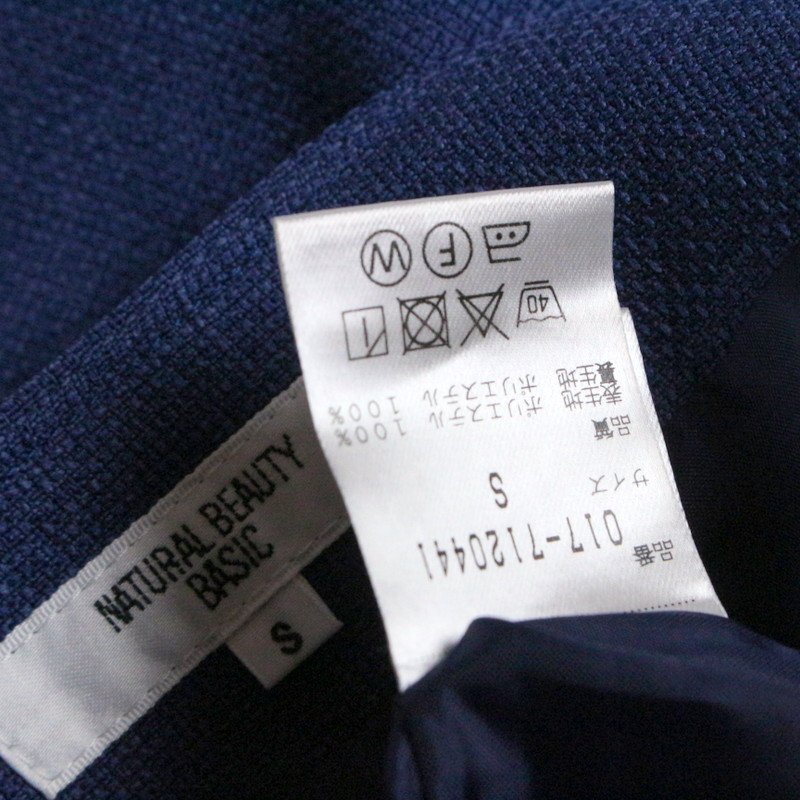 品番 017-7120441
サイズ S
品質
表生地 ポリエステル 100%
裏生地 ポリエステル 100%
40
F W
NATURAL BEAUTY
BASIC
S